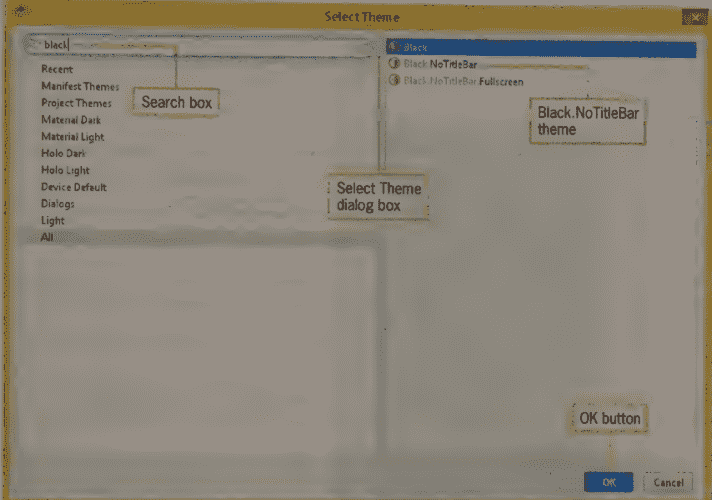 Select Theme
black
Recent
Manifest Themes
Project Themes
Material Dark
Material Light
Holo Dark
Holo Light
Device Default
Dialogs
Light
All
Search box
Select Theme
dialog box
Black
Black.NoTitleBar
Black.NoTitleBar.Fullscreen
Black.NoTitleBar
theme
OK button
OK
Cancel